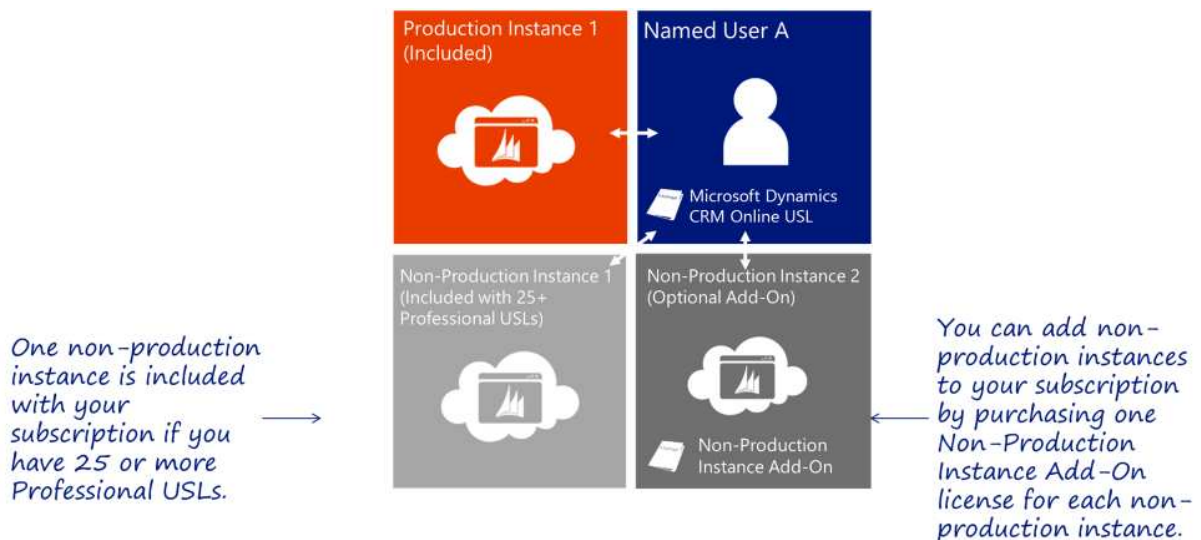 Production Instance 1
(Included)
Named User A
Microsoft Dynamics
CRM Online USL
Non-Production Instance 1
(Included with 25+
Professional USLs)
Non-Production Instance 2
(Optional Add-On)
Non-Production
Instance Add-On
One non-production
instance is included
with your
subscription if you
have 25 or more
Professional USLs.
You can add non-
production instances
to your subscription
by purchasing one
Non-Production
Instance Add-On
license for each non-
production instance.